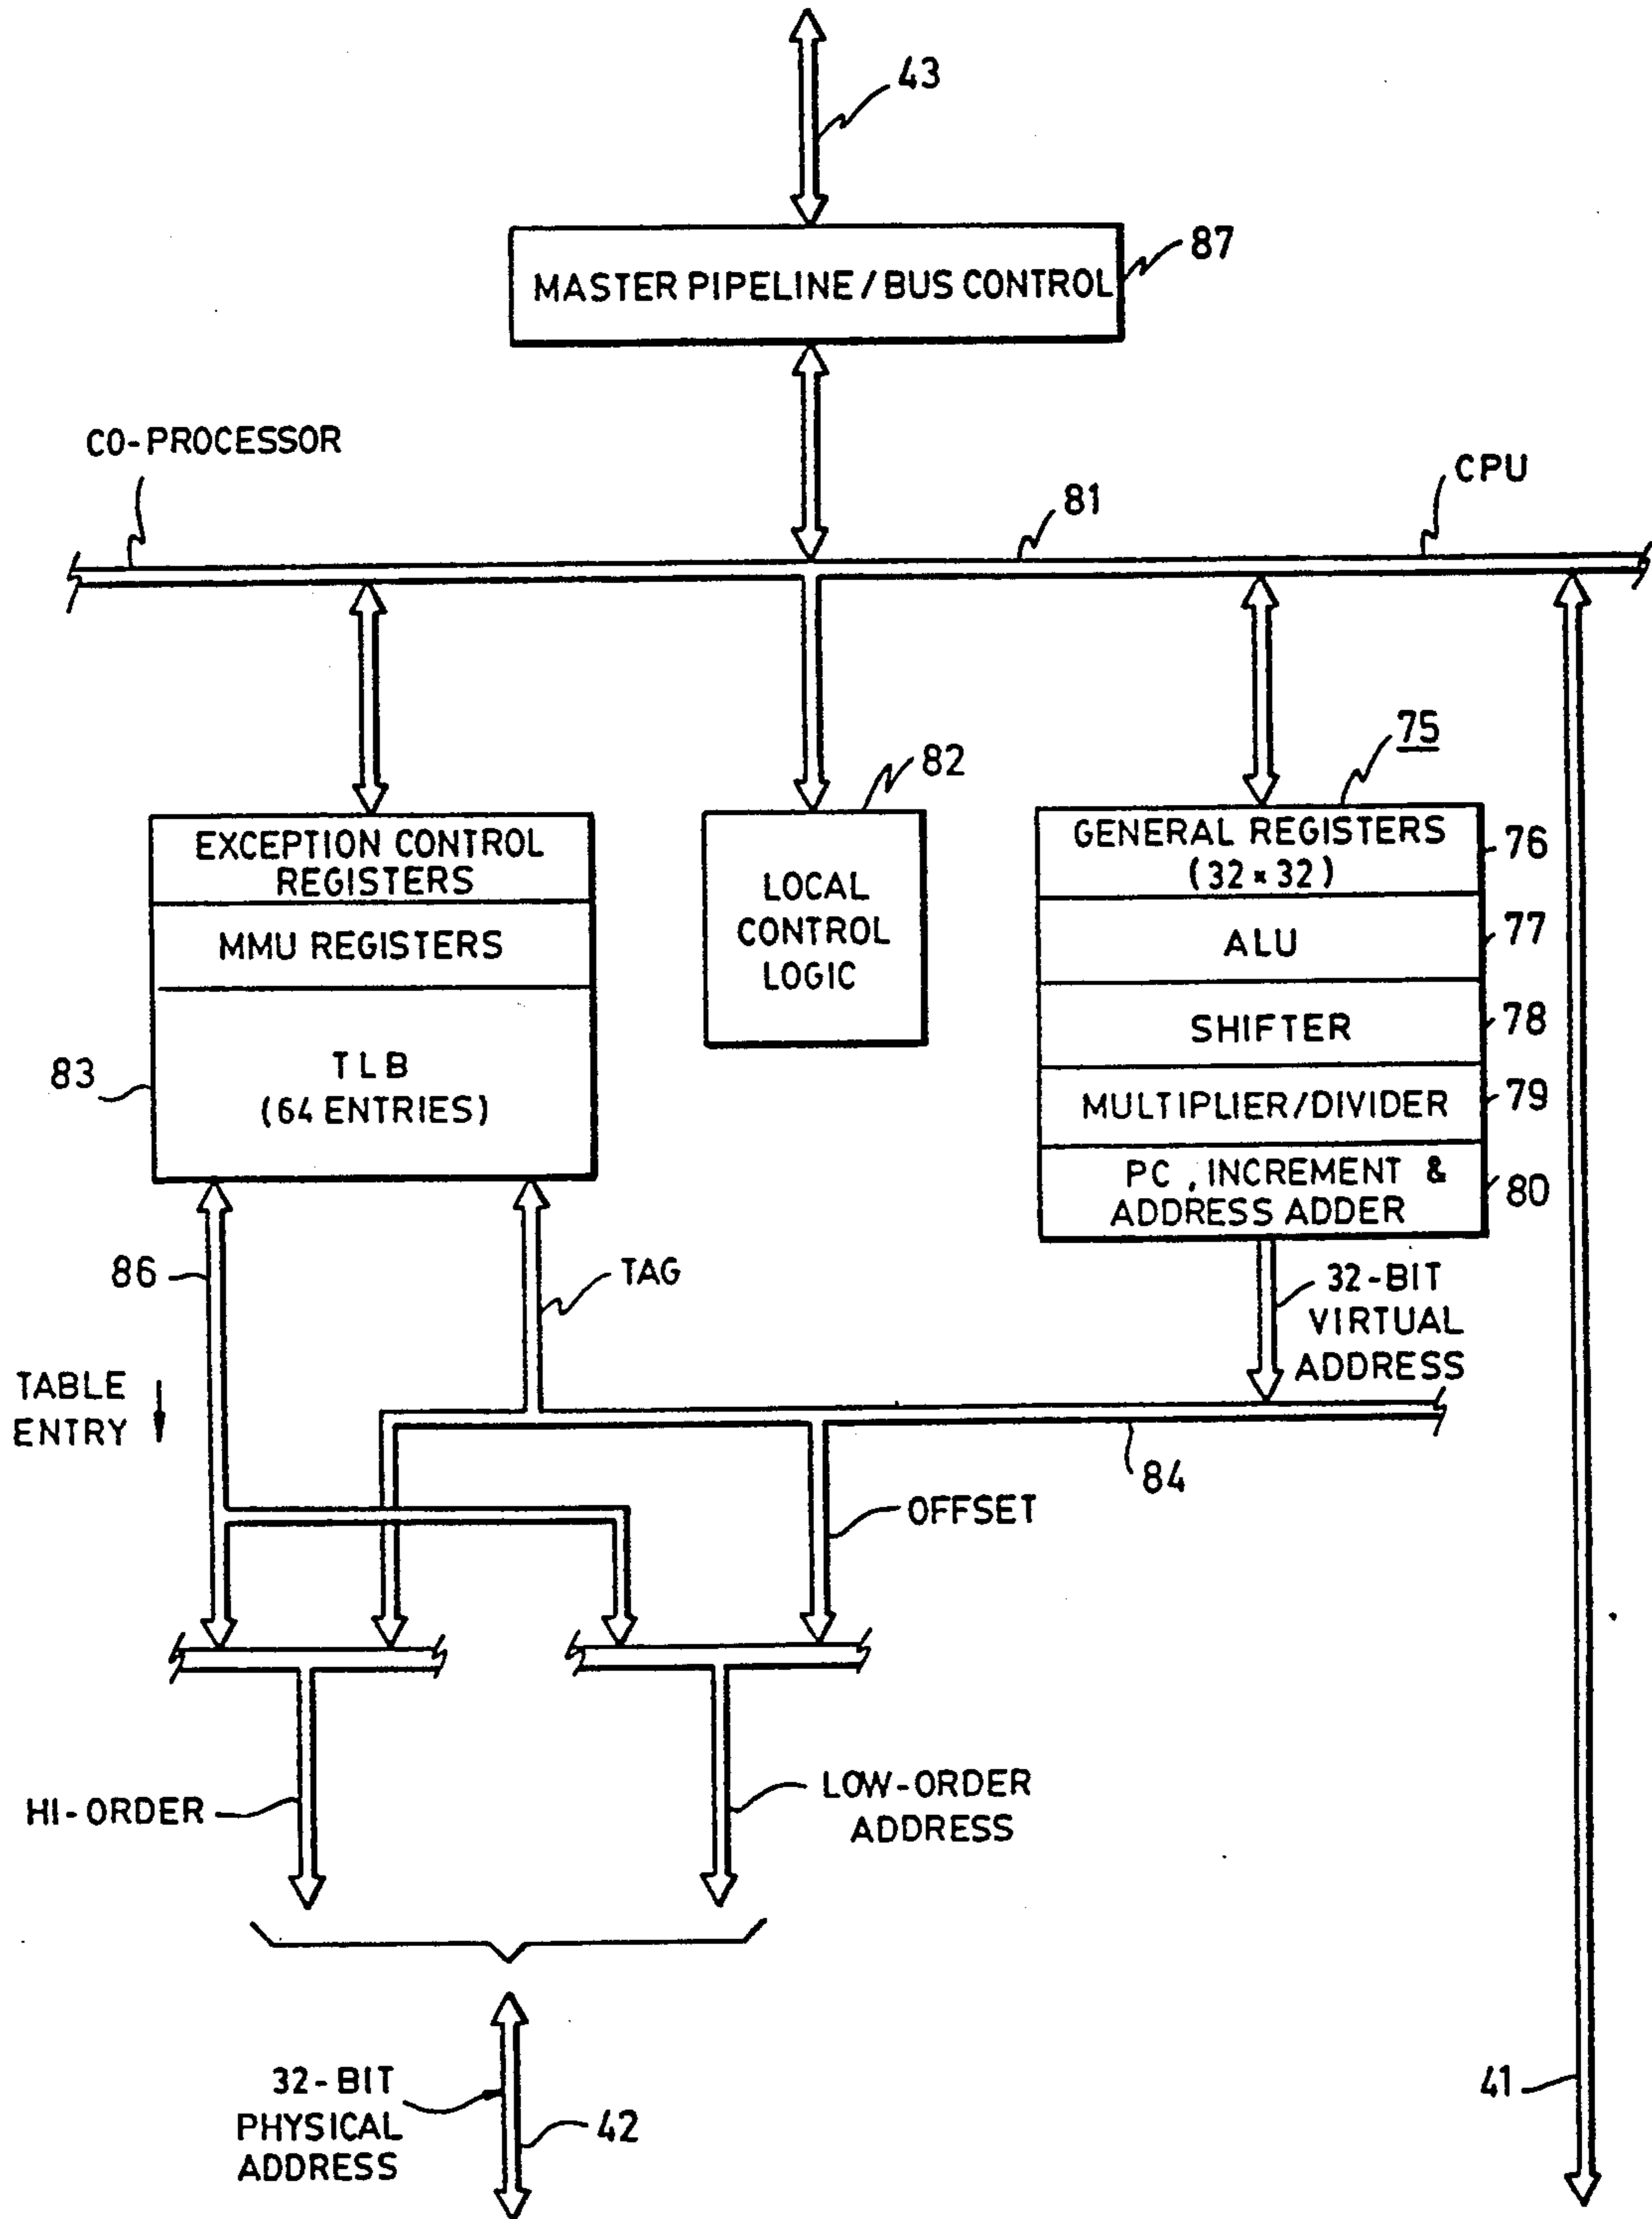 43
MASTER PIPELINE / BUS CONTROL
87
CO-PROCESSOR
81
CPU
EXCEPTION CONTROL
REGISTERS
MMU REGISTERS
TLB
(64 ENTRIES)
83
82
LOCAL
CONTROL
LOGIC
75
GENERAL REGISTERS
(32 × 32)
76
ALU
77
SHIFTER
78
MULTIPLIER/DIVIDER
79
PC, INCREMENT &
ADDRESS ADDER
80
86
TAG
32-BIT
VIRTUAL
ADDRESS
TABLE
ENTRY
84
OFFSET
HI-ORDER
LOW-ORDER
ADDRESS
32-BIT
PHYSICAL
ADDRESS
42
41